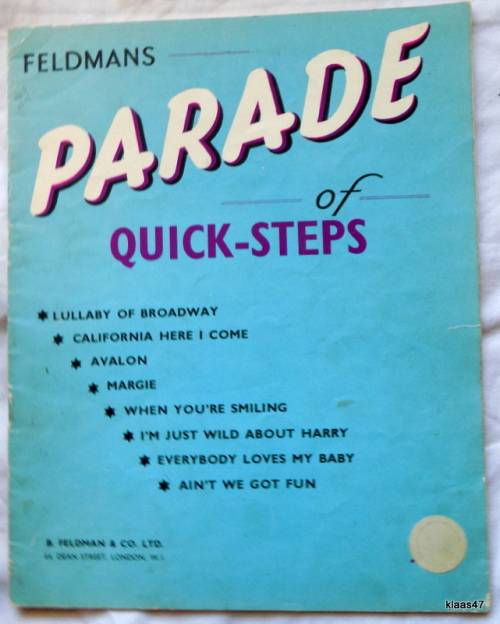 FELDMANS
PARADE
of
QUICK-STEPS
LULLABY OF BROADWAY
CALIFORNIA HERE I COME
AVALON
MARGIE
WHEN YOU'RE SMILING
I'M JUST WILD ABOUT HARRY
EVERYBODY LOVES MY BABY
AIN'T WE GOT FUN
B. FELDMAN & CO. LTD.
DEAN STREET, LONDON, W.1.
klaas47